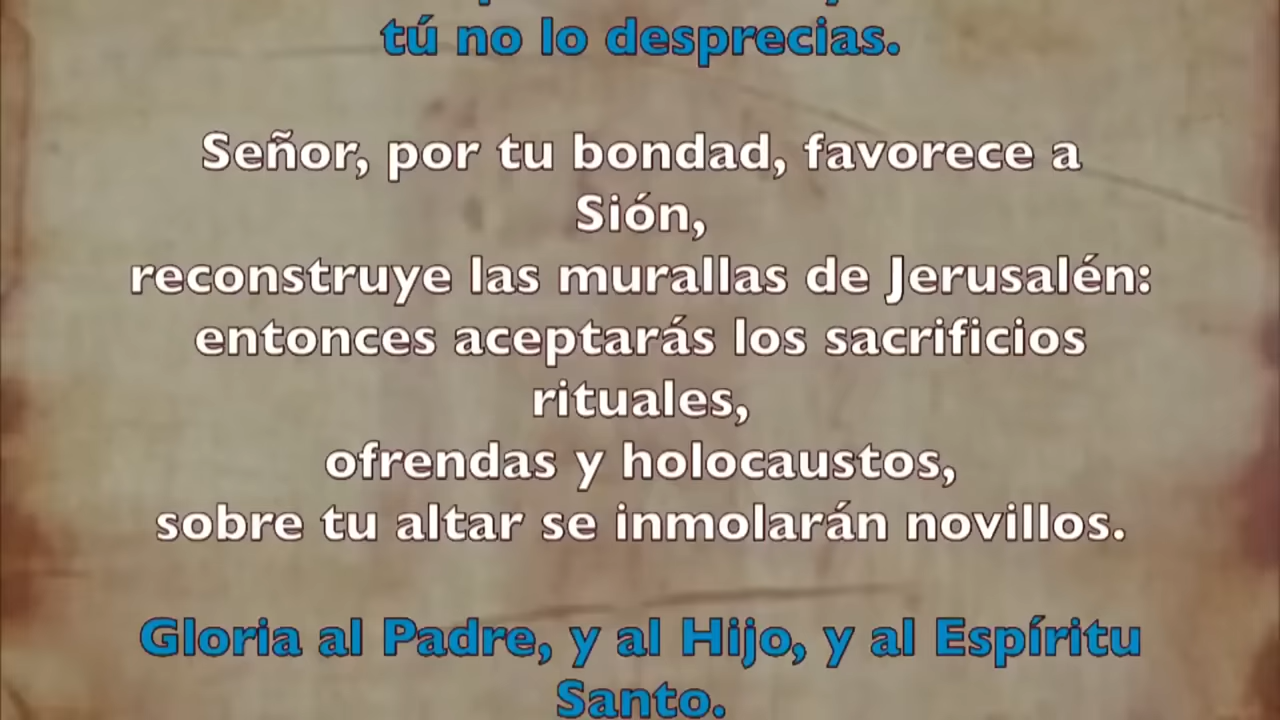 tú no lo desprecias.
Señor, por tu bondad, favorece a
Sión,
reconstruye las murallas de Jerusalén:
entonces aceptarás los sacrificios
rituales,
ofrendas y holocaustos,
sobre tu altar se inmolarán novillos.
Gloria al Padre, y al Hijo, y al Espíritu
Santo.